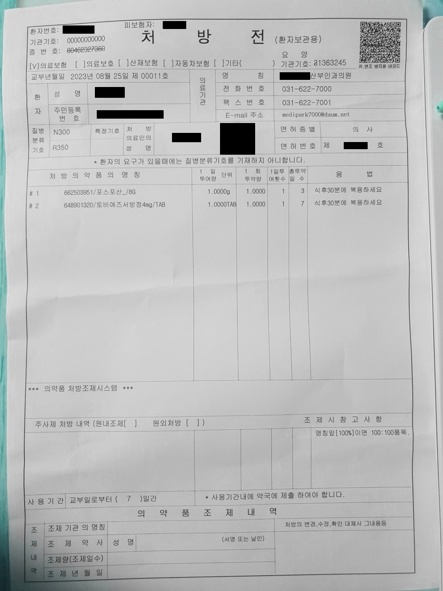 환자번호:
피보험자:
기관기호: 00000000000
증 번호: 80462327360
처 방 전 (환자보관용)
요 양
[V]의료보험 [ ]의료보호 [ ]산재보험 [ ]자동차보험 [ ]기타( ) 기관기호: 31363245
교부년월일 2023년 08월 25일 제 00011호
의료기관
명 칭 산부인과의원
전화번호 031-622-7000
팩스번호 031-622-7001
E-mail 주소 medipark7000@daum.net
환자
성 명
주민등록번호
질병분류기호 N300 R350
특정기호
처방의료인의성명
면허종별 의 사
면허번호 제 호
* 환자의 요구가 있을때에는 질병분류기호를 기재하지 아니합니다.
처 방 의 약 품 의 명 칭 1 일 투여량 단위 1 회 투약량 1일투여횟수 총투약일 수 용 법
# 1 662503951/포스포산_/8G 1.0000g 1.0000 1 3 식후30분에 복용하세요
# 2 648901320/토비애즈서방정4mg/TAB 1.0000TAB 1.0000 1 7 식후30분에 복용하세요
*** 의약품 처방조제시스템 ***
주사제 처방 내역 (원내조제[ ] 원외처방 [ ])
조 제 시 참 고 사 항
명칭앞[100%]이면 100:100품목.
사 용 기 간 교부일로부터 ( 7 )일간 * 사용기간내에 약국에 제출 하여야 합니다.
의 약 품 조 제 내 역
조제내역
조제 기관 의 명칭
처방의 변경,수정,확인 대체시 그내용등
조 제 약 사 성 명 (서명 또는 날인)
조제량(조제일수)
조 제 년 월 일